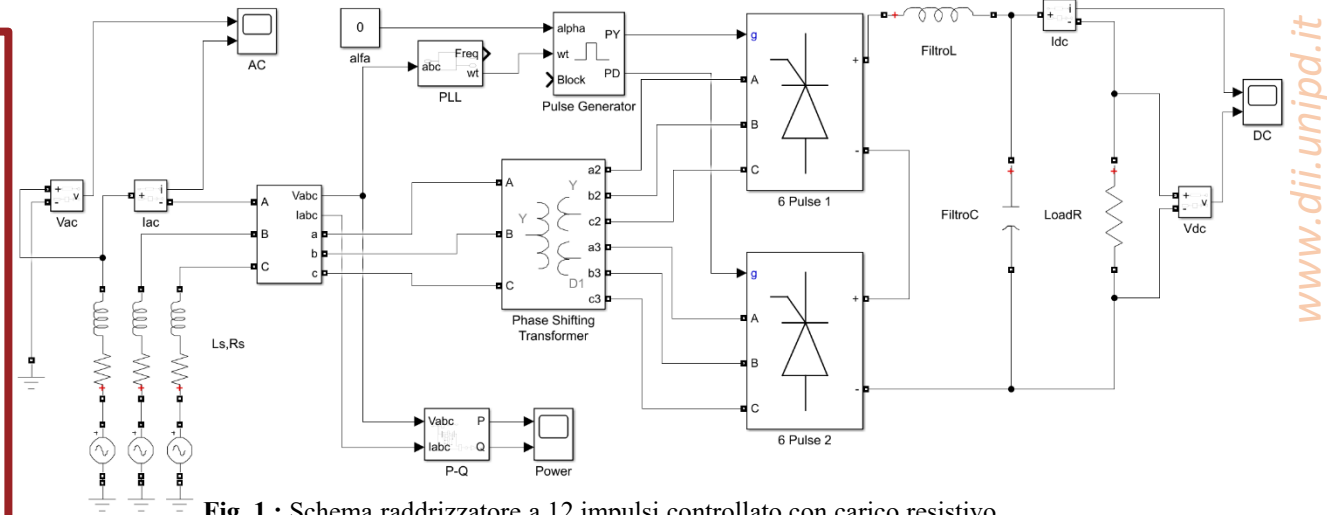 AC
0
alfa
alpha
wt
Block
PY
PD
Pulse Generator
abc
Freq
wt
PLL
g
A
B
C
+
-
6 Pulse 1
FiltroL
i
+
-
Idc
DC
www.dii.unipd.it
+
-
v
Vac
+
-
i
Iac
A
B
C
Vabc
Iabc
a
b
c
A
B
C
Y
Y
D1
a2
b2
c2
a3
b3
c3
Phase Shifting
Transformer
g
A
B
C
+
-
6 Pulse 2
FiltroC
LoadR
+
-
v
Vdc
Ls,Rs
Vabc
Iabc
P
Q
P-Q
Power
Fig. 1 : Schema raddrizzatore a 12 impulsi controllato con carico resistivo